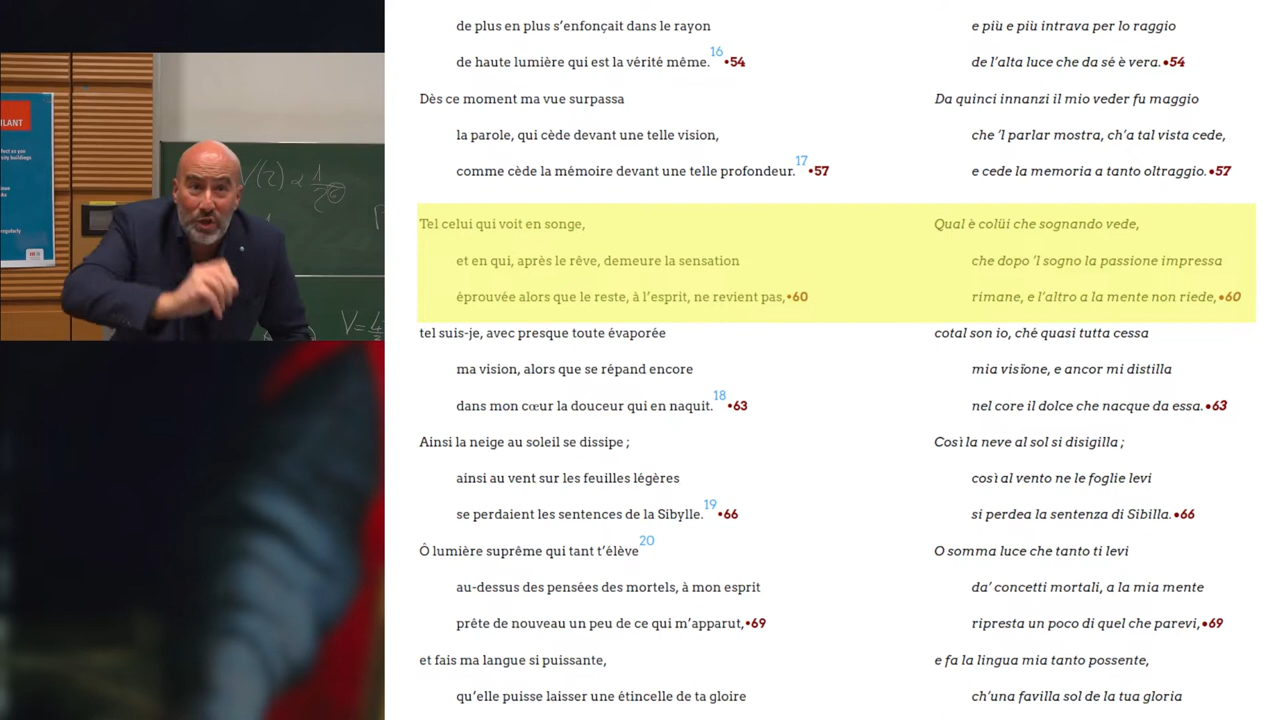 de plus en plus s’enfonçait dans le rayon
de haute lumière qui est la vérité même.16 •54
Dès ce moment ma vue surpassa
la parole, qui cède devant une telle vision,
comme cède la mémoire devant une telle profondeur.17 •57
Tel celui qui voit en songe,
et en qui, après le rêve, demeure la sensation
éprouvée alors que le reste, à l’esprit, ne revient pas,•60
tel suis-je, avec presque toute évaporée
ma vision, alors que se répand encore
dans mon cœur la douceur qui en naquit.18 •63
Ainsi la neige au soleil se dissipe ;
ainsi au vent sur les feuilles légères
se perdaient les sentences de la Sibylle.19 •66
Ô lumière suprême qui tant t’élève20
au-dessus des pensées des mortels, à mon esprit
prête de nouveau un peu de ce qui m’apparut,•69
et fais ma langue si puissante,
qu’elle puisse laisser une étincelle de ta gloire
e più e più intrava per lo raggio
de l’alta luce che da sé è vera.•54
Da quinci innanzi il mio veder fu maggio
che ’l parlar mostra, ch’a tal vista cede,
e cede la memoria a tanto oltraggio.•57
Qual è colüi che sognando vede,
che dopo ’l sogno la passione impressa
rimane, e l’altro a la mente non riede,•60
cotal son io, ché quasi tutta cessa
mia visïone, e ancor mi distilla
nel core il dolce che nacque da essa.•63
Così la neve al sol si disigilla ;
così al vento ne le foglie levi
si perdea la sentenza di Sibilla.•66
O somma luce che tanto ti levi
da’ concetti mortali, a la mia mente
ripresta un poco di quel che parevi,•69
e fa la lingua mia tanto possente,
ch’una favilla sol de la tua gloria